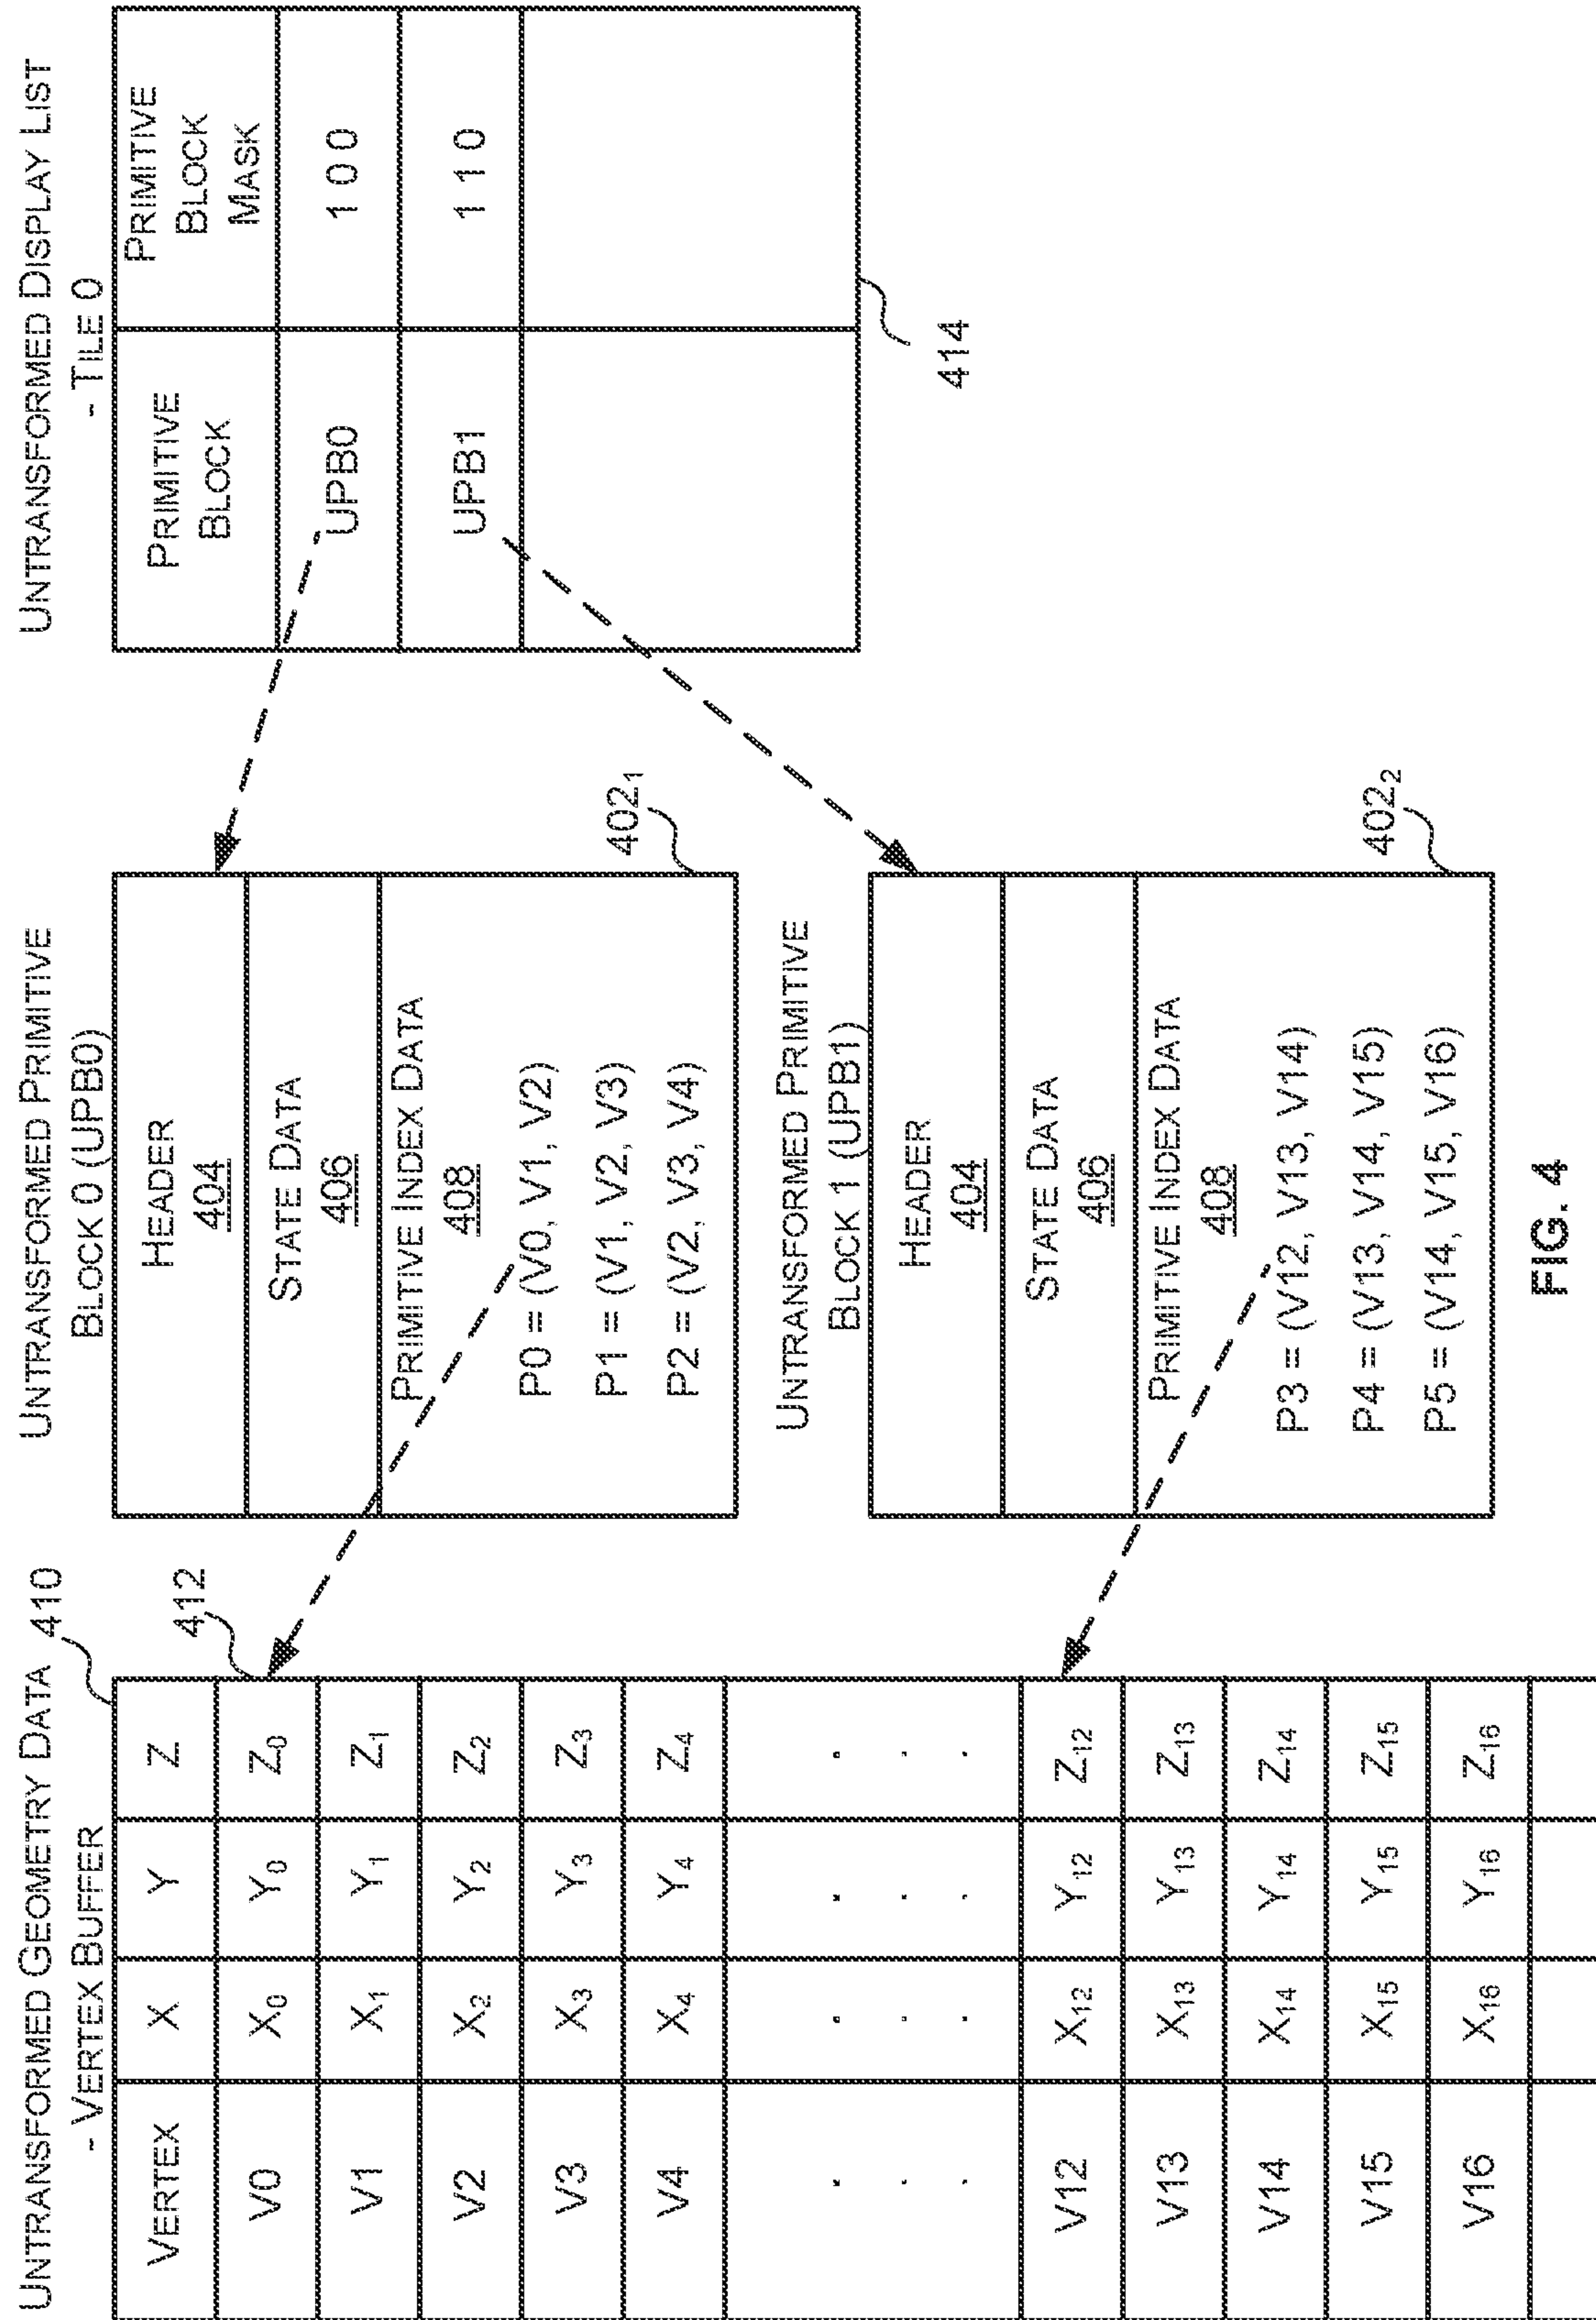 UNTRANSFORMED GEOMETRY DATA 410
- VERTEX BUFFER
VERTEX X Y Z
412
V0 X0 Y0 Z0
V1 X1 Y1 Z1
V2 X2 Y2 Z2
V3 X3 Y3 Z3
V4 X4 Y4 Z4
. . . .
. . . .
. . . .
V12 X12 Y12 Z12
V13 X13 Y13 Z13
V14 X14 Y14 Z14
V15 X15 Y15 Z15
V16 X16 Y16 Z16
UNTRANSFORMED PRIMITIVE
BLOCK 0 (UPB0)
HEADER
404
STATE DATA
406
PRIMITIVE INDEX DATA
408
P0 = (V0, V1, V2)
P1 = (V1, V2, V3)
P2 = (V2, V3, V4)
402₁
UNTRANSFORMED PRIMITIVE
BLOCK 1 (UPB1)
HEADER
404
STATE DATA
406
PRIMITIVE INDEX DATA
408
P3 = (V12, V13, V14)
P4 = (V13, V14, V15)
P5 = (V14, V15, V16)
402₂
UNTRANSFORMED DISPLAY LIST
- TILE 0
PRIMITIVE
BLOCK
PRIMITIVE
BLOCK
MASK
UPB0 1 0 0
UPB1 1 1 0
414
FIG. 4